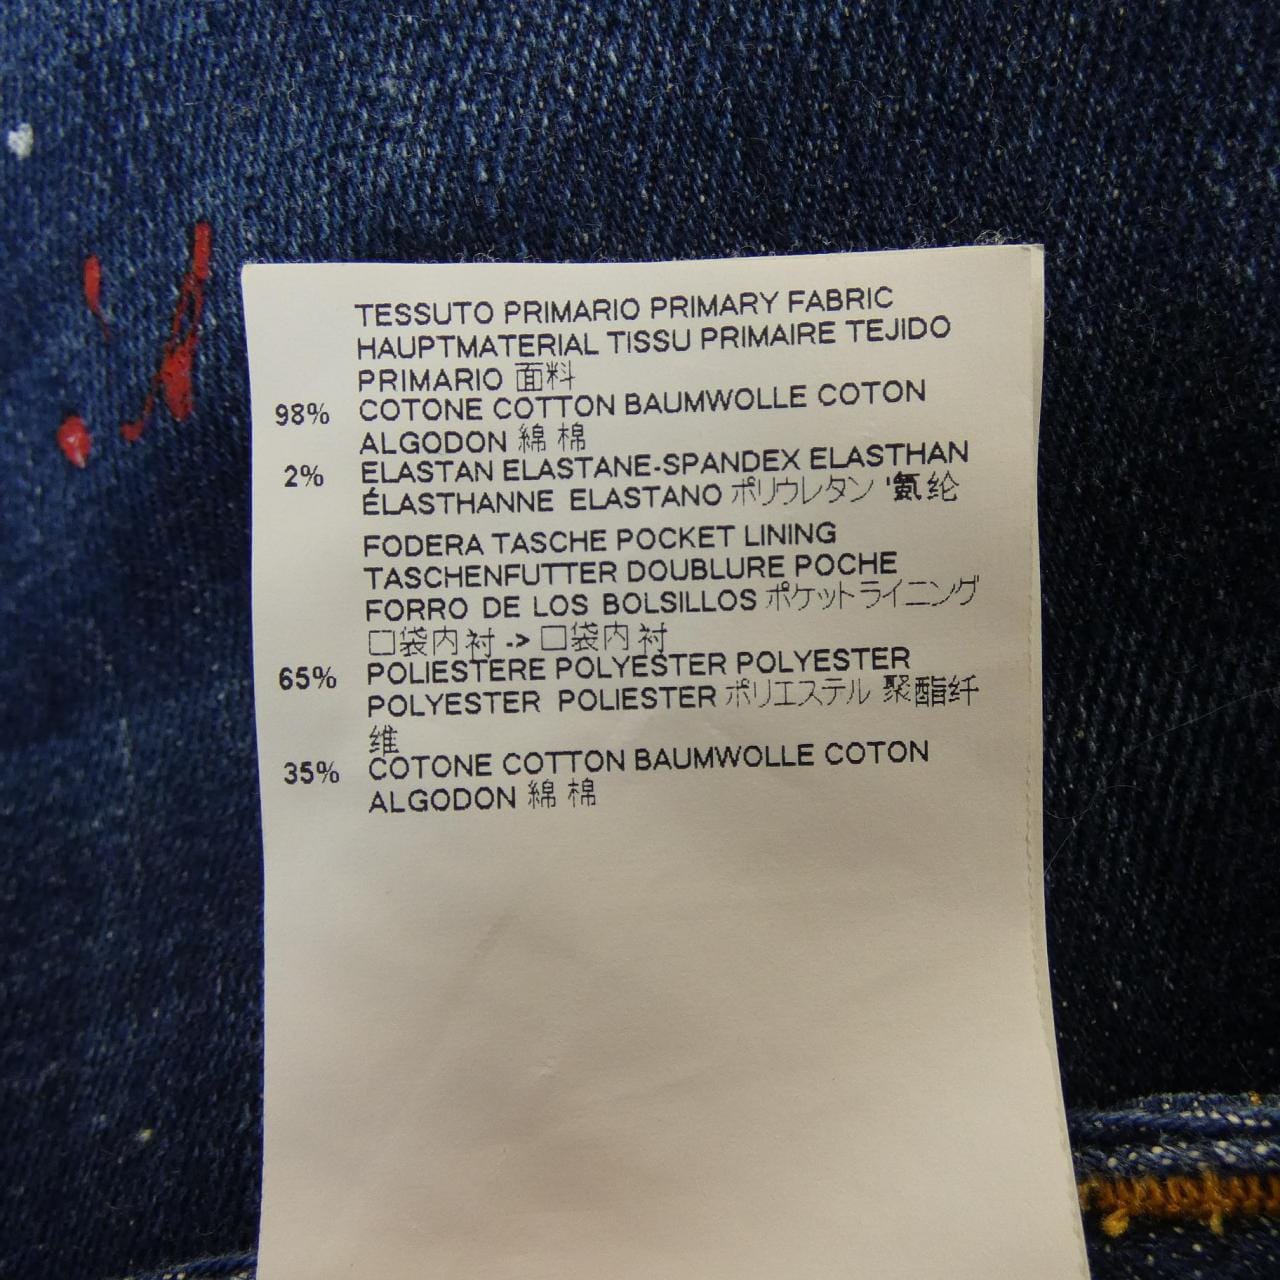 TESSUTO PRIMARIO PRIMARY FABRIC
HAUPTMATERIAL TISSU PRIMAIRE TEJIDO
PRIMARIO 面料
98% COTONE COTTON BAUMWOLLE COTON
ALGODON 綿 棉
2% ELASTAN ELASTANE-SPANDEX ELASTHAN
ÉLASTHANNE ELASTANO ポリウレタン '氨纶
FODERA TASCHE POCKET LINING
TASCHENFUTTER DOUBLURE POCHE
FORRO DE LOS BOLSILLOS ポケットライニング
口袋内衬 -> 口袋内衬
65% POLIESTERE POLYESTER POLYESTER
POLYESTER POLIESTER ポリエステル 聚酯纤
维
35% COTONE COTTON BAUMWOLLE COTON
ALGODON 綿 棉